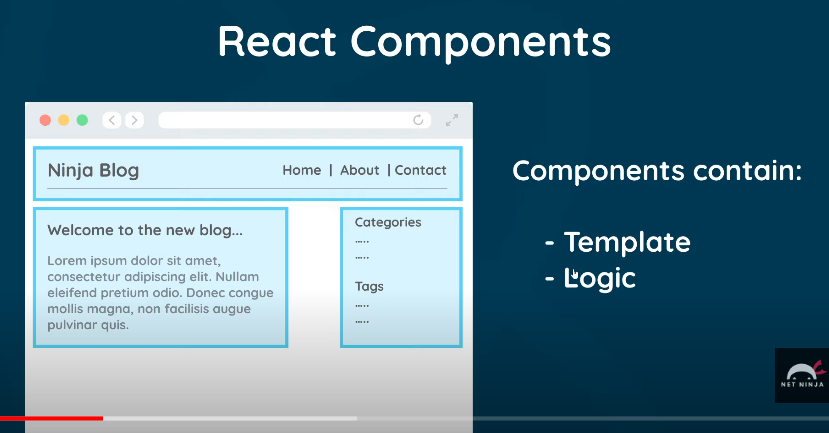 React Components
Ninja Blog
Home | About | Contact
Welcome to the new blog...
Lorem ipsum dolor sit amet,
consectetur adipiscing elit. Nullam
eleifend pretium odio. Donec congue
mollis magna, non facilisis augue
pulvinar quis.
Categories
.....
.....
Tags
.....
.....
Components contain:
- Template
- Logic
NET NINJA